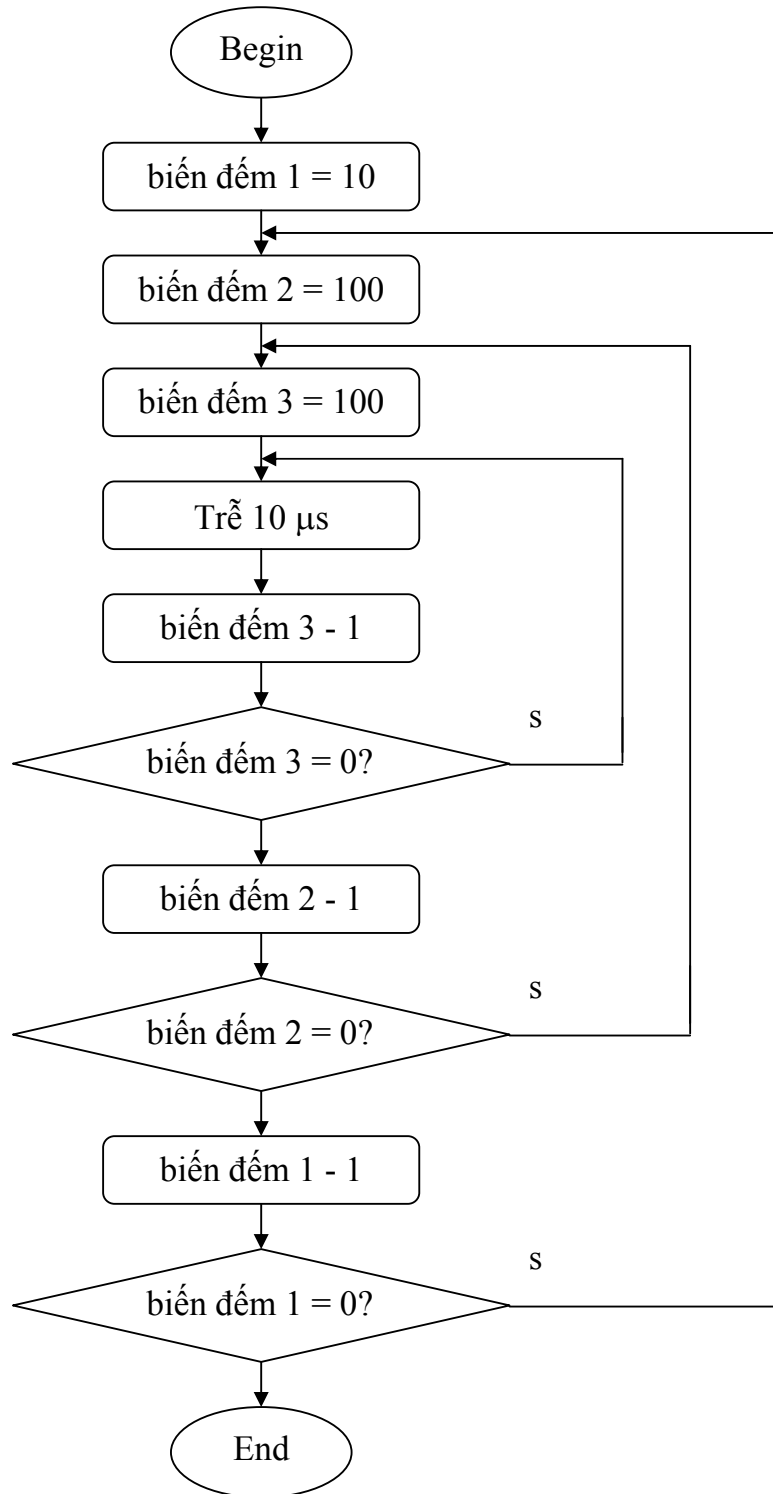 Begin
biến đếm 1 = 10
biến đếm 2 = 100
biến đếm 3 = 100
Trễ 10 μs
biến đếm 3 - 1
s
biến đếm 3 = 0?
biến đếm 2 - 1
s
biến đếm 2 = 0?
biến đếm 1 - 1
s
biến đếm 1 = 0?
End